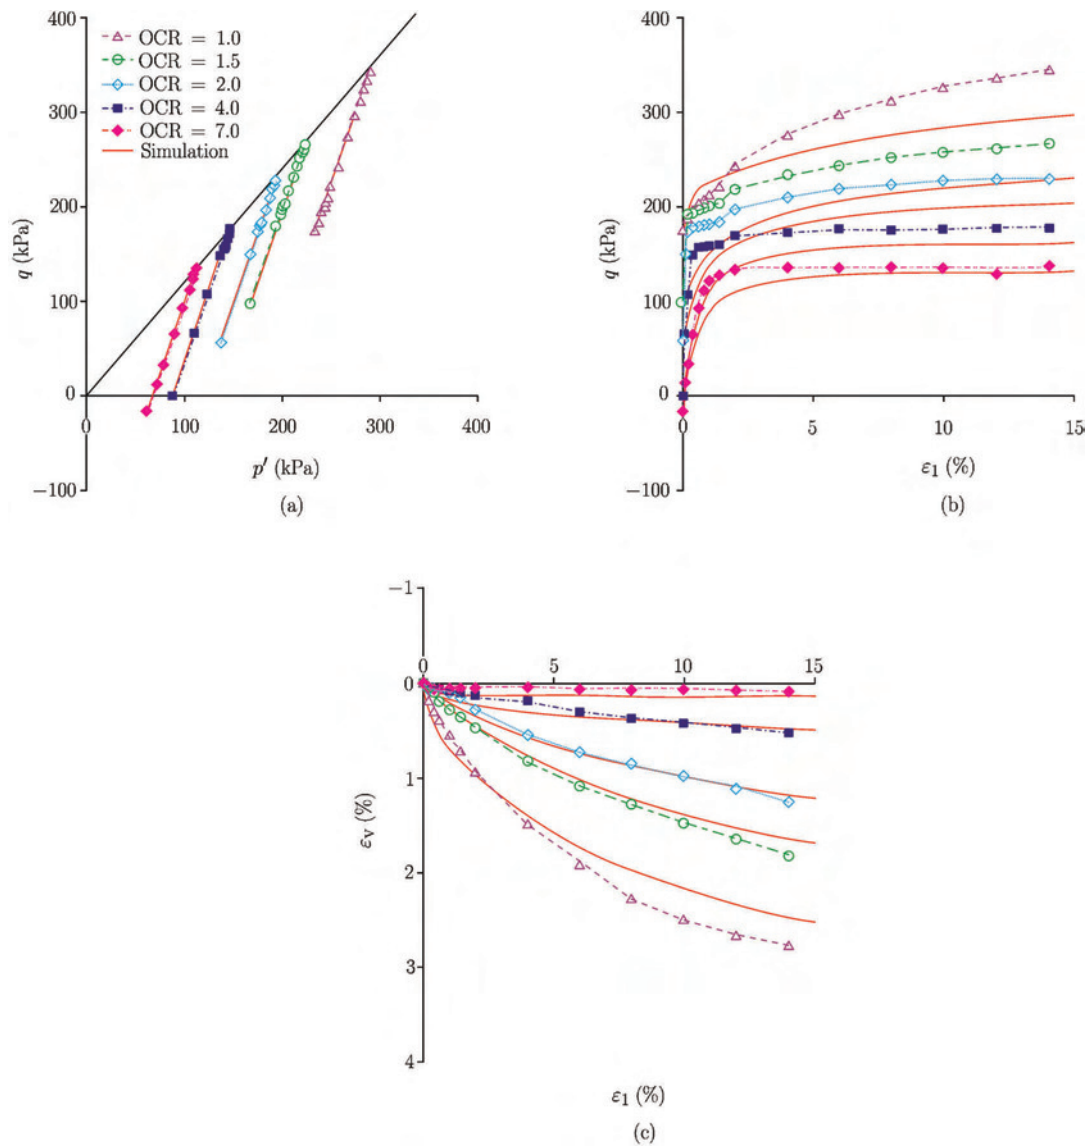 400
300
200
100
0
−100
q (kPa)
OCR = 1.0
OCR = 1.5
OCR = 2.0
OCR = 4.0
OCR = 7.0
Simulation
0 100 200 300 400
p′ (kPa)
(a)
400
300
200
100
0
−100
q (kPa)
0 5 10 15
ε1 (%)
(b)
−1
0
1
2
3
4
εv (%)
0 5 10 15
ε1 (%)
(c)